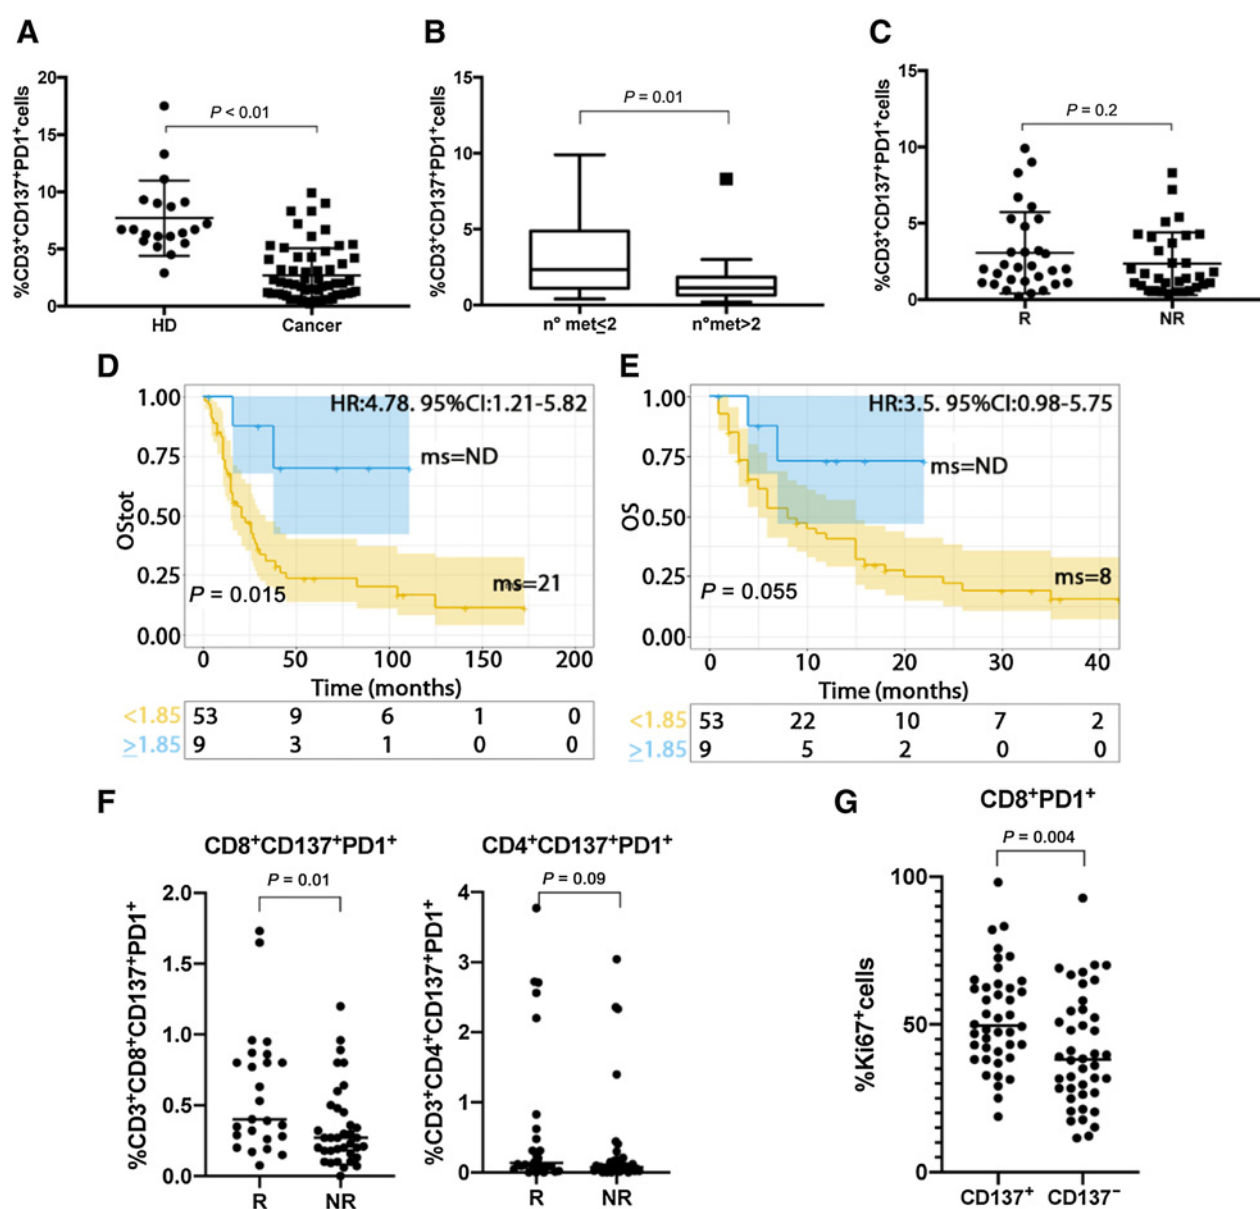 A
%CD3⁺CD137⁺PD1⁺cells
20
15
10
5
0
P < 0.01
HD
Cancer
B
%CD3⁺CD137⁺PD1⁺cells
15
10
5
0
P = 0.01
n° met≤2
n°met>2
C
%CD3⁺CD137⁺PD1⁺cells
15
10
5
0
P = 0.2
R
NR
D
OStot
1.00
0.75
0.50
0.25
0.00
HR:4.78. 95%CI:1.21-5.82
ms=ND
ms=21
P = 0.015
0 50 100 150 200
Time (months)
<1.85 53 9 6 1 0
≥1.85 9 3 1 0 0
E
OS
1.00
0.75
0.50
0.25
0.00
HR:3.5. 95%CI:0.98-5.75
ms=ND
ms=8
P = 0.055
0 10 20 30 40
Time (months)
<1.85 53 22 10 7 2
≥1.85 9 5 2 0 0
F
CD8⁺CD137⁺PD1⁺
%CD3⁺CD8⁺CD137⁺PD1⁺
P = 0.01
2.0
1.5
1.0
0.5
0.0
R
NR
CD4⁺CD137⁺PD1⁺
%CD3⁺CD4⁺CD137⁺PD1⁺
P = 0.09
4
3
2
1
0
R
NR
G
CD8⁺PD1⁺
P = 0.004
%Ki67⁺cells
100
50
0
CD137⁺
CD137⁻